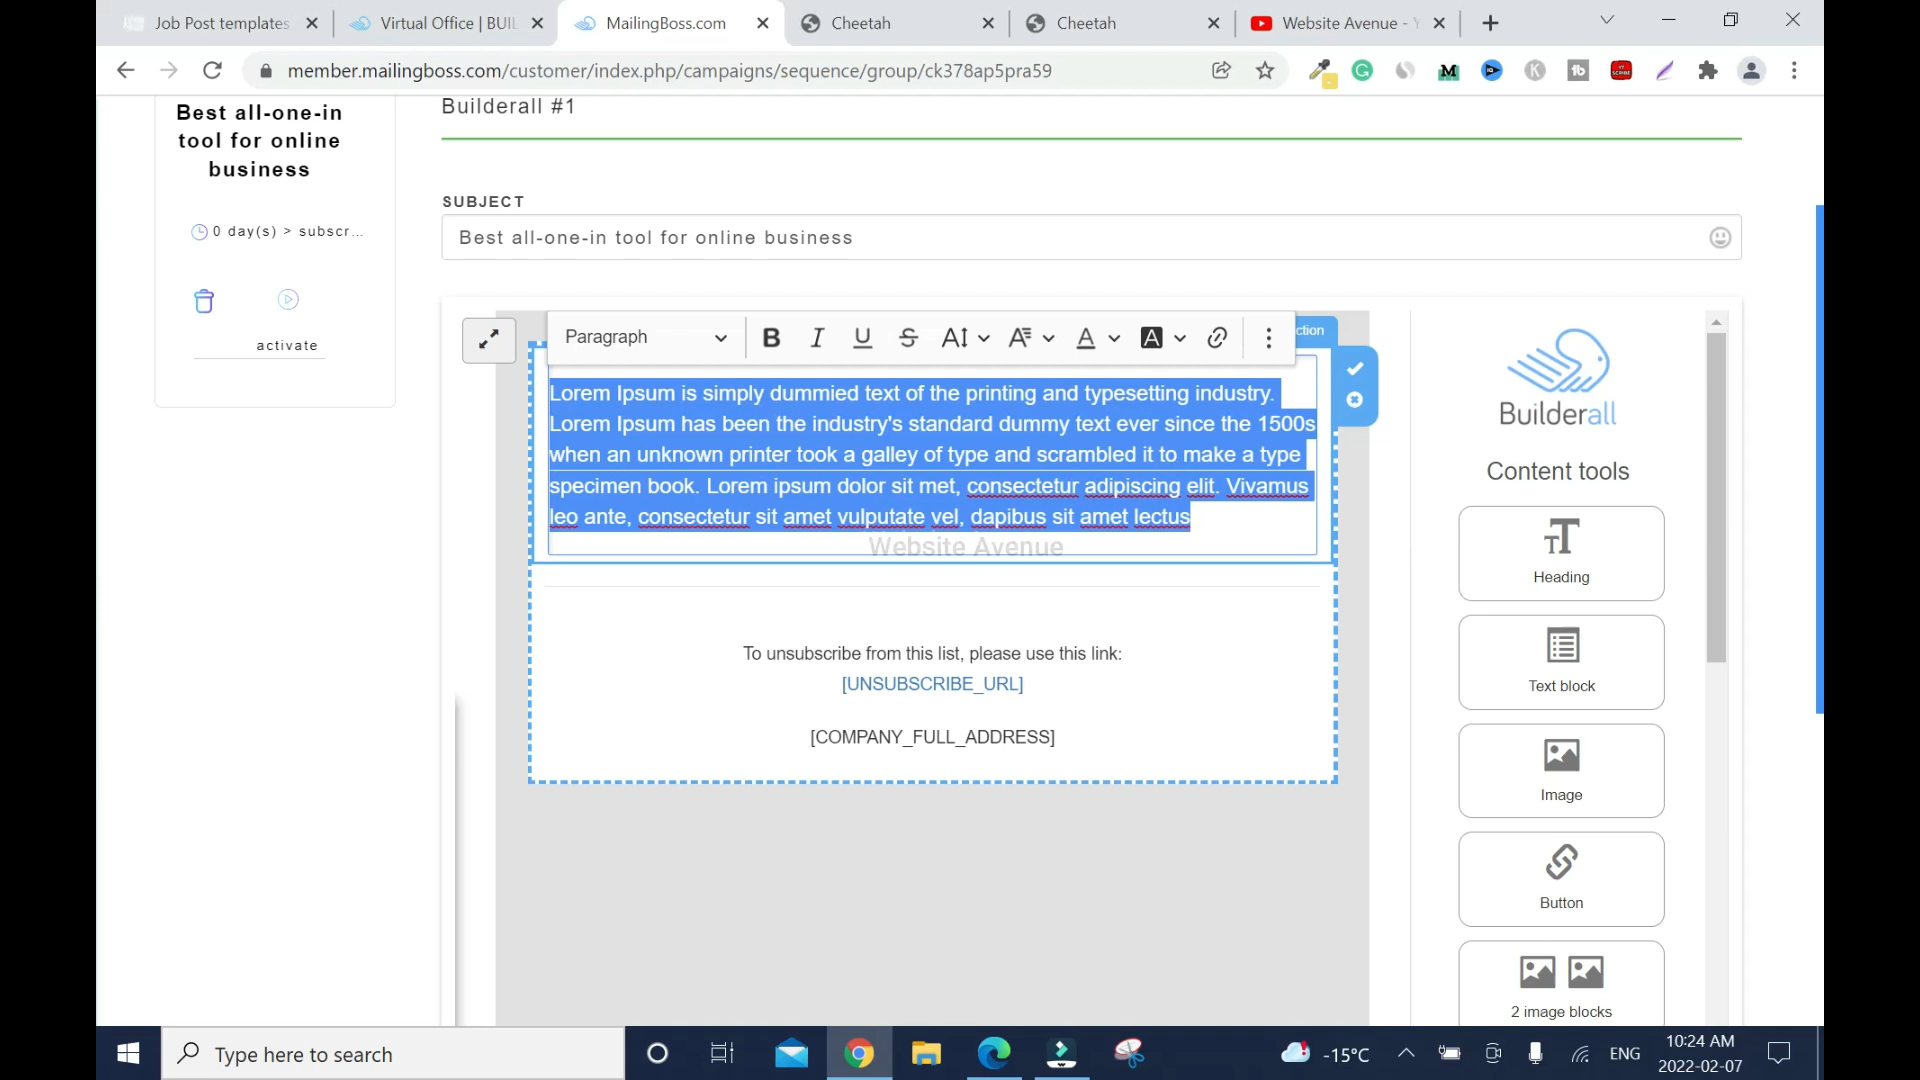 Job Post templates
Virtual Office | BUIL
MailingBoss.com
Cheetah
Cheetah
Website Avenue - Y
member.mailingboss.com/customer/index.php/campaigns/sequence/group/ck378ap5pra59
Best all-one-in
tool for online
business
0 day(s) > subscr...
activate
Builderall #1
SUBJECT
Best all-one-in tool for online business
Paragraph
ction
Lorem Ipsum is simply dummied text of the printing and typesetting industry.
Lorem Ipsum has been the industry's standard dummy text ever since the 1500s
when an unknown printer took a galley of type and scrambled it to make a type
specimen book. Lorem ipsum dolor sit met, consectetur adipiscing elit. Vivamus
leo ante, consectetur sit amet vulputate vel, dapibus sit amet lectus
Website Avenue
To unsubscribe from this list, please use this link:
[UNSUBSCRIBE_URL]
[COMPANY_FULL_ADDRESS]
Builderall
Content tools
Heading
Text block
Image
Button
2 image blocks
Type here to search
-15°C
ENG
10:24 AM
2022-02-07